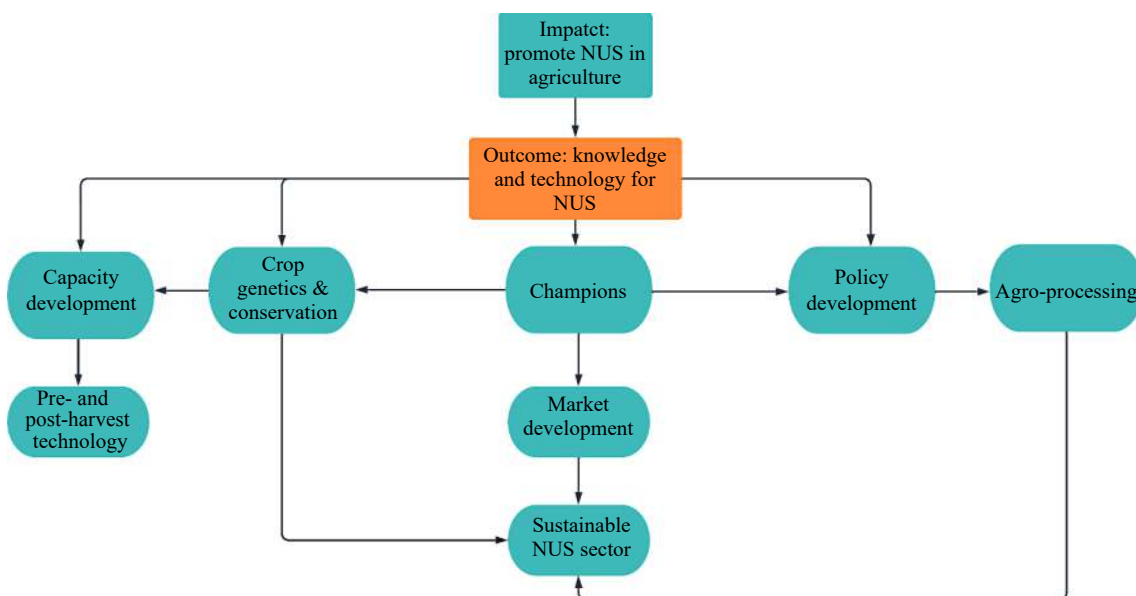 Impatct:
promote NUS in
agriculture
Outcome: knowledge
and technology for
NUS
Capacity
development
Crop
genetics &
conservation
Champions
Policy
development
Agro-processing
Pre- and
post-harvest
technology
Market
development
Sustainable
NUS sector